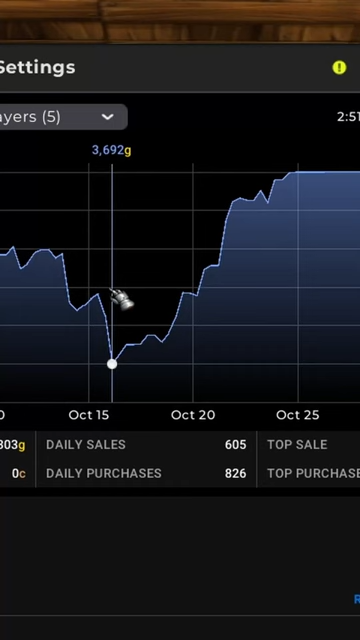 Settings
ayers (5)
2:51
3,692g
0
Oct 15
Oct 20
Oct 25
303g
DAILY SALES
605
TOP SALE
0c
DAILY PURCHASES
826
TOP PURCHASE
R